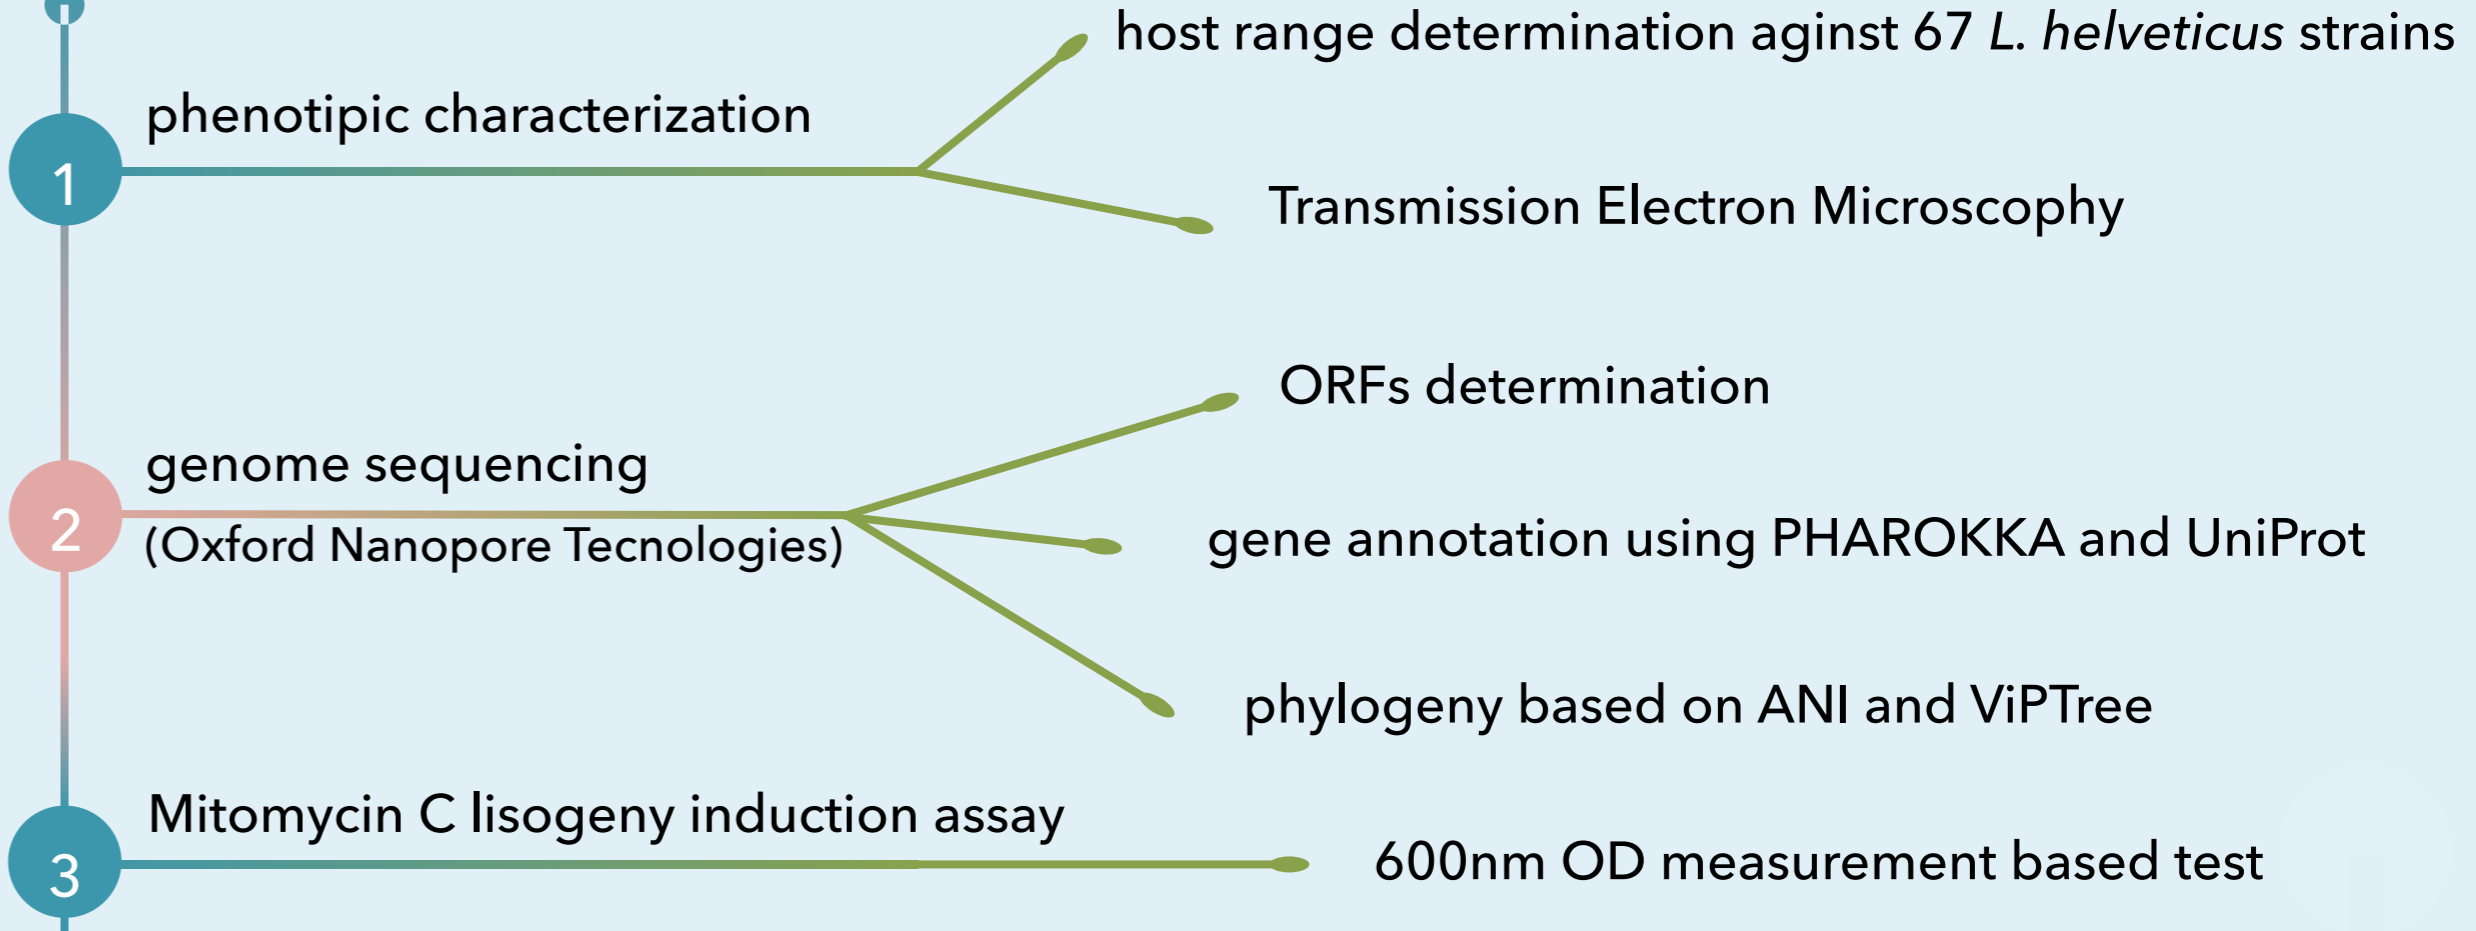 host range determination aginst 67 L. helveticus strains
phenotipic characterization
1
Transmission Electron Microscophy
ORFs determination
genome sequencing
2
(Oxford Nanopore Tecnologies)
gene annotation using PHAROKKA and UniProt
phylogeny based on ANI and ViPTree
Mitomycin C lisogeny induction assay
3
600nm OD measurement based test